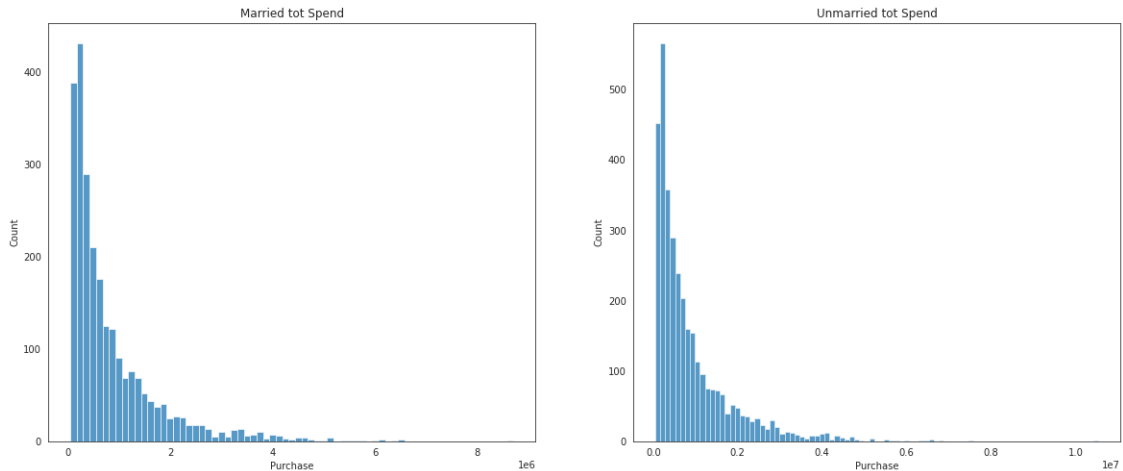 Married tot Spend
Count
400
300
200
100
0
0 2 4 6 8
1e6
Purchase
Unmarried tot Spend
Count
500
400
300
200
100
0
0.0 0.2 0.4 0.6 0.8 1.0
1e7
Purchase